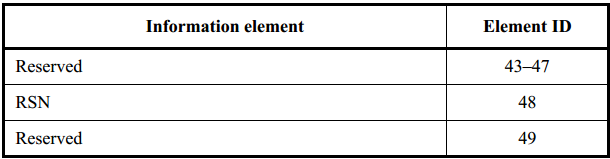 Information element Element ID
Reserved 43–47
RSN 48
Reserved 49